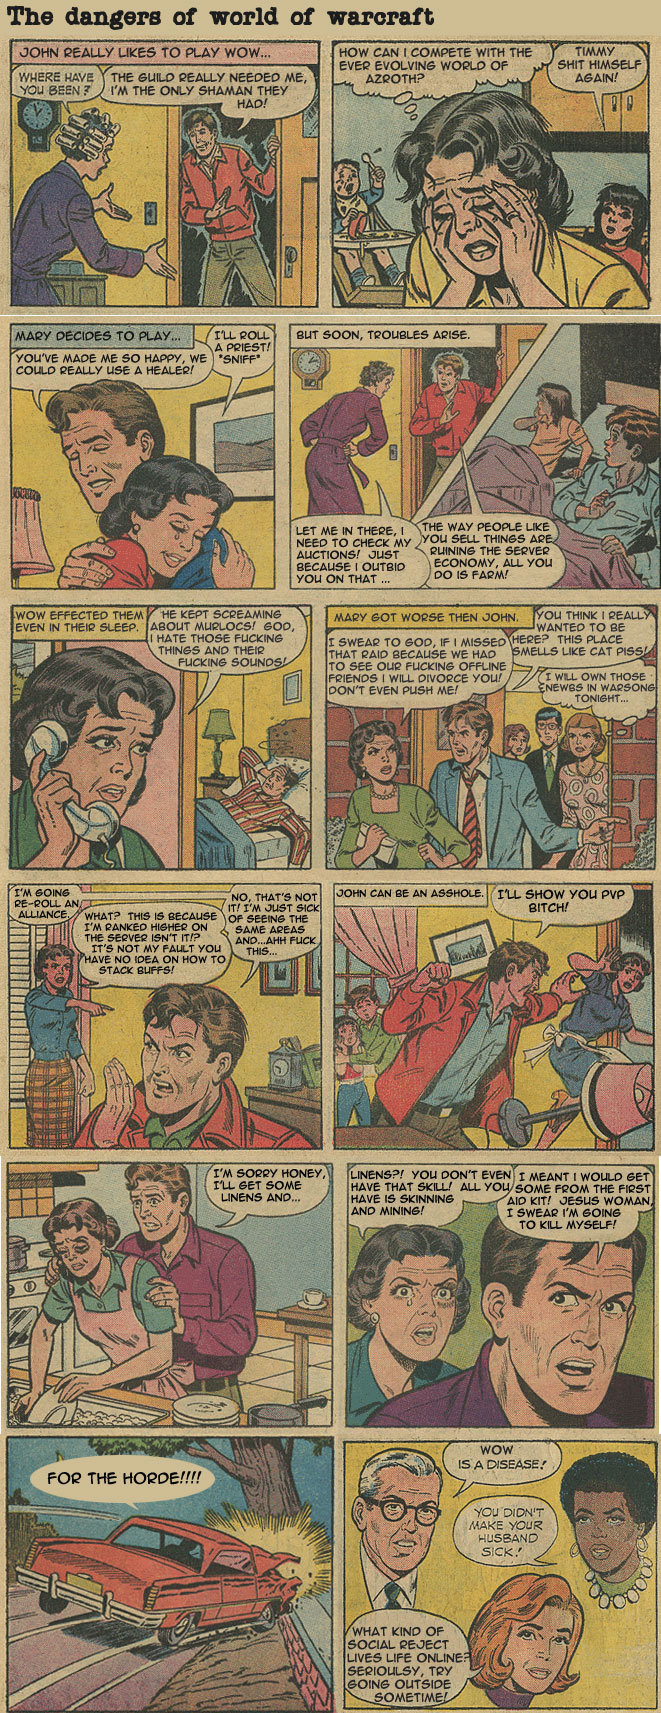 The dangers of world of warcraft
JOHN REALLY LIKES TO PLAY WOW...
WHERE HAVE
YOU BEEN?
THE GUILD REALLY NEEDED ME,
I'M THE ONLY SHAMAN THEY
HAD!
HOW CAN I COMPETE WITH THE
EVER EVOLVING WORLD OF
AZROTH?
TIMMY
SHIT HIMSELF
AGAIN!
MARY DECIDES TO PLAY...
YOU'VE MADE ME SO HAPPY, WE
COULD REALLY USE A HEALER!
I'LL ROLL
A PRIEST!
*SNIFF*
BUT SOON, TROUBLES ARISE.
LET ME IN THERE, I
NEED TO CHECK MY
AUCTIONS! JUST
BECAUSE I OUTBID
YOU ON THAT ...
THE WAY PEOPLE LIKE
YOU SELL THINGS ARE
RUINING THE SERVER
ECONOMY, ALL YOU
DO IS FARM!
WOW EFFECTED THEM
EVEN IN THEIR SLEEP.
HE KEPT SCREAMING
ABOUT MURLOCS! GOD,
I HATE THOSE FUCKING
THINGS AND THEIR
FUCKING SOUNDS!
MARY GOT WORSE THEN JOHN.
I SWEAR TO GOD, IF I MISSED
THAT RAID BECAUSE WE HAD
TO SEE OUR FUCKING OFFLINE
FRIENDS I WILL DIVORCE YOU!
DON'T EVEN PUSH ME!
YOU THINK I REALLY
WANTED TO BE
HERE? THIS PLACE
SMELLS LIKE CAT PISS!
I WILL OWN THOSE
NEWBS IN WARSONG
TONIGHT...
I'M GOING
RE-ROLL AN
ALLIANCE.
WHAT? THIS IS BECAUSE
I'M RANKED HIGHER ON
THE SERVER ISN'T IT!?
IT'S NOT MY FAULT YOU
HAVE NO IDEA ON HOW TO
STACK BUFFS!
NO, THAT'S NOT
IT! I'M JUST SICK
OF SEEING THE
SAME AREAS
AND...AHH FUCK
THIS...
JOHN CAN BE AN ASSHOLE.
I'LL SHOW YOU PVP
BITCH!
I'M SORRY HONEY,
I'LL GET SOME
LINENS AND...
LINENS?! YOU DON'T EVEN
HAVE THAT SKILL! ALL YOU
HAVE IS SKINNING
AND MINING!
I MEANT I WOULD GET
SOME FROM THE FIRST
AID KIT! JESUS WOMAN,
I SWEAR I'M GOING
TO KILL MYSELF!
FOR THE HORDE!!!!
WOW
IS A DISEASE!
YOU DIDN'T
MAKE YOUR
HUSBAND
SICK!
WHAT KIND OF
SOCIAL REJECT
LIVES LIFE ONLINE?
SERIOULSY, TRY
GOING OUTSIDE
SOMETIME!